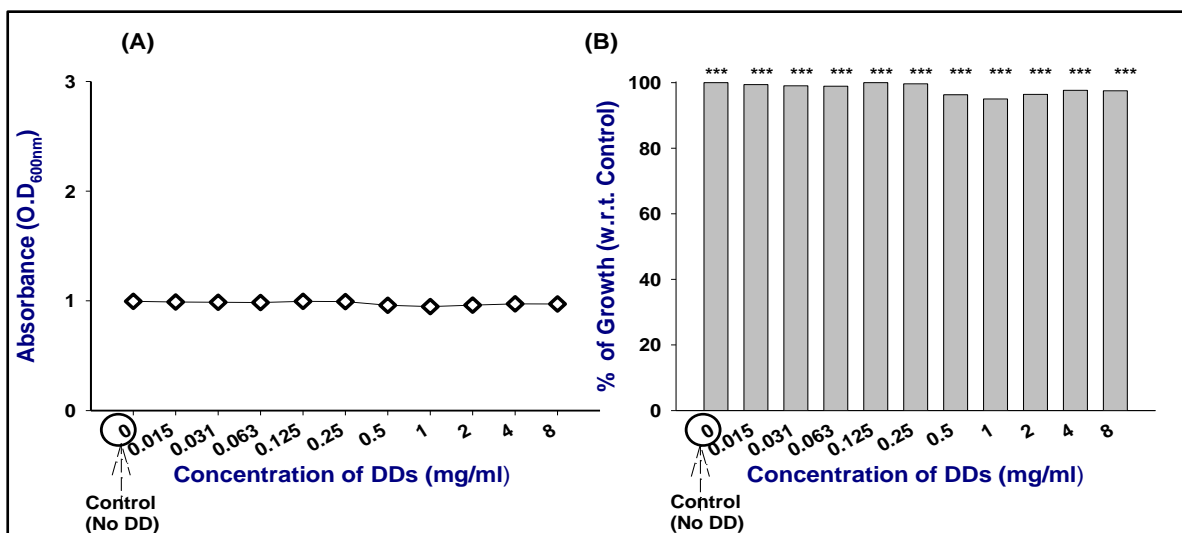 (A)
3
2
1
0
Absorbance (O.D600nm)
0 0.015 0.031 0.063 0.125 0.25 0.5 1 2 4 8
Concentration of DDs (mg/ml)
Control
(No DD)
(B)
*** *** *** *** *** *** *** *** *** *** ***
100
80
60
40
20
0
% of Growth (w.r.t. Control)
0 0.015 0.031 0.063 0.125 0.25 0.5 1 2 4 8
Concentration of DDs (mg/ml)
Control
(No DD)